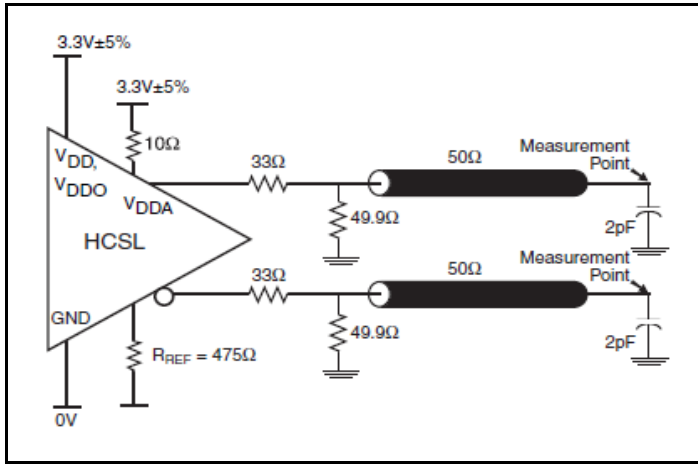 3.3V±5%
3.3V±5%
10Ω
VDD,
VDDO
VDDA
HCSL
GND
0V
RREF = 475Ω
33Ω
49.9Ω
50Ω
Measurement
Point
2pF
33Ω
49.9Ω
50Ω
Measurement
Point
2pF